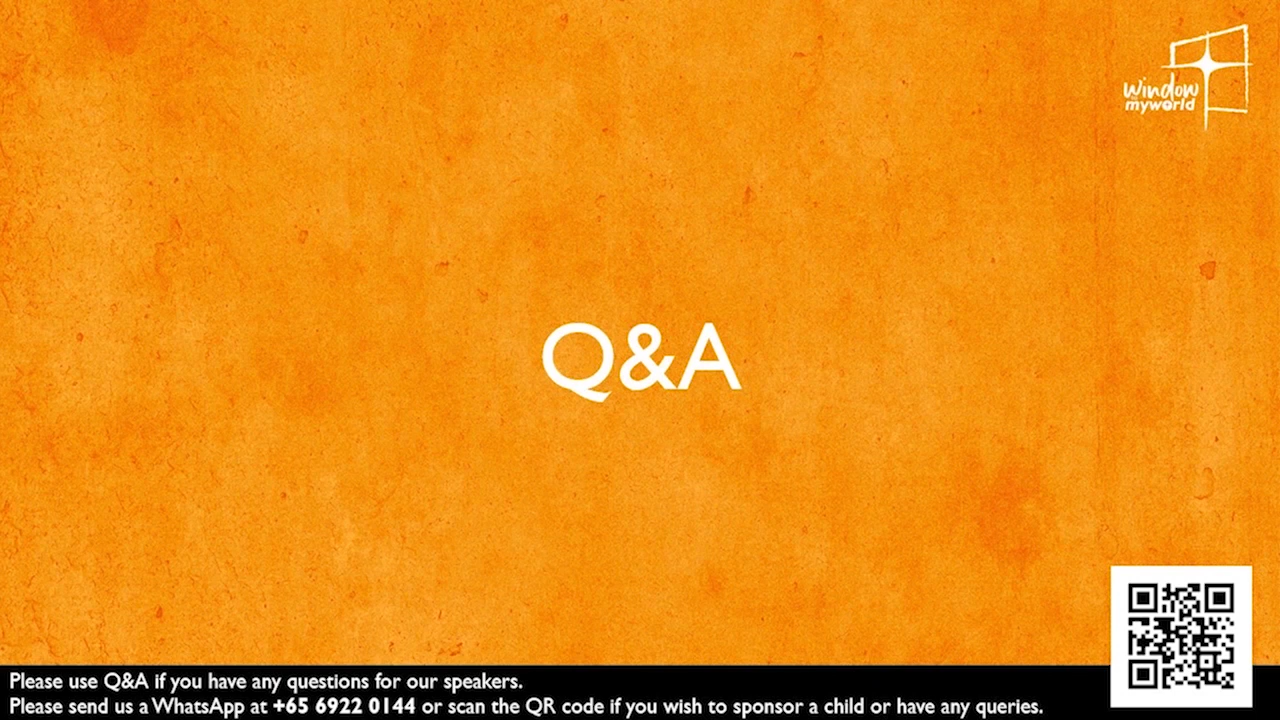 Window
myworld
Q&A
Please use Q&A if you have any questions for our speakers.
Please send us a WhatsApp at +65 6922 0144 or scan the QR code if you wish to sponsor a child or have any queries.